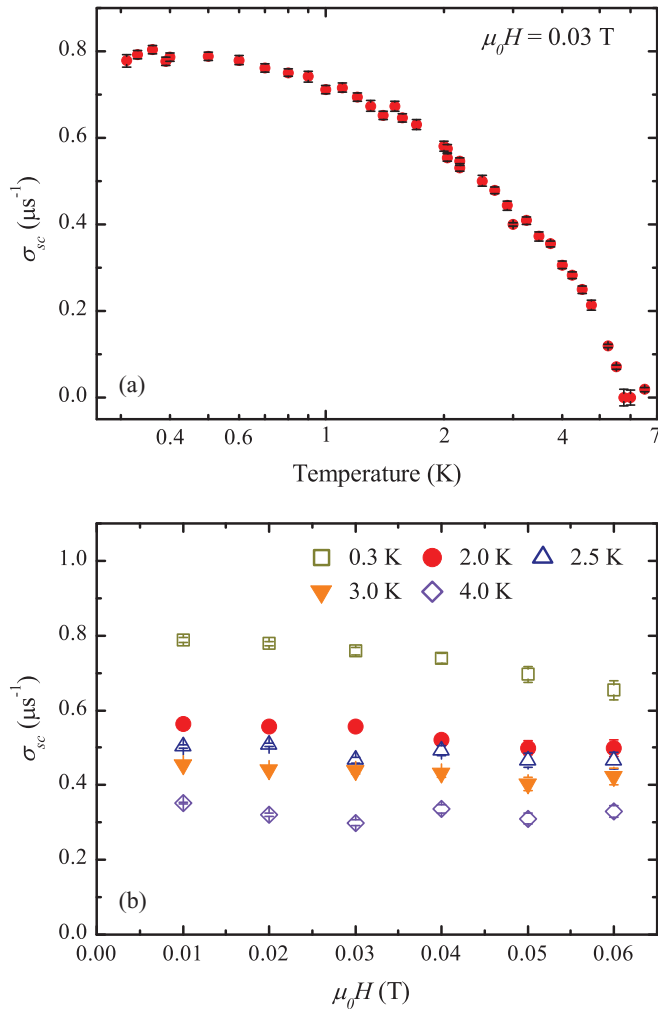 μ₀H = 0.03 T
0.8
0.6
0.4
0.2
0.0
σsc (μs⁻¹)
(a)
0.4 0.6 1 2 4 7
Temperature (K)
1.0
0.8
0.6
0.4
0.2
0.0
σsc (μs⁻¹)
0.3 K 2.0 K 2.5 K
3.0 K 4.0 K
(b)
0.00 0.01 0.02 0.03 0.04 0.05 0.06
μ₀H (T)